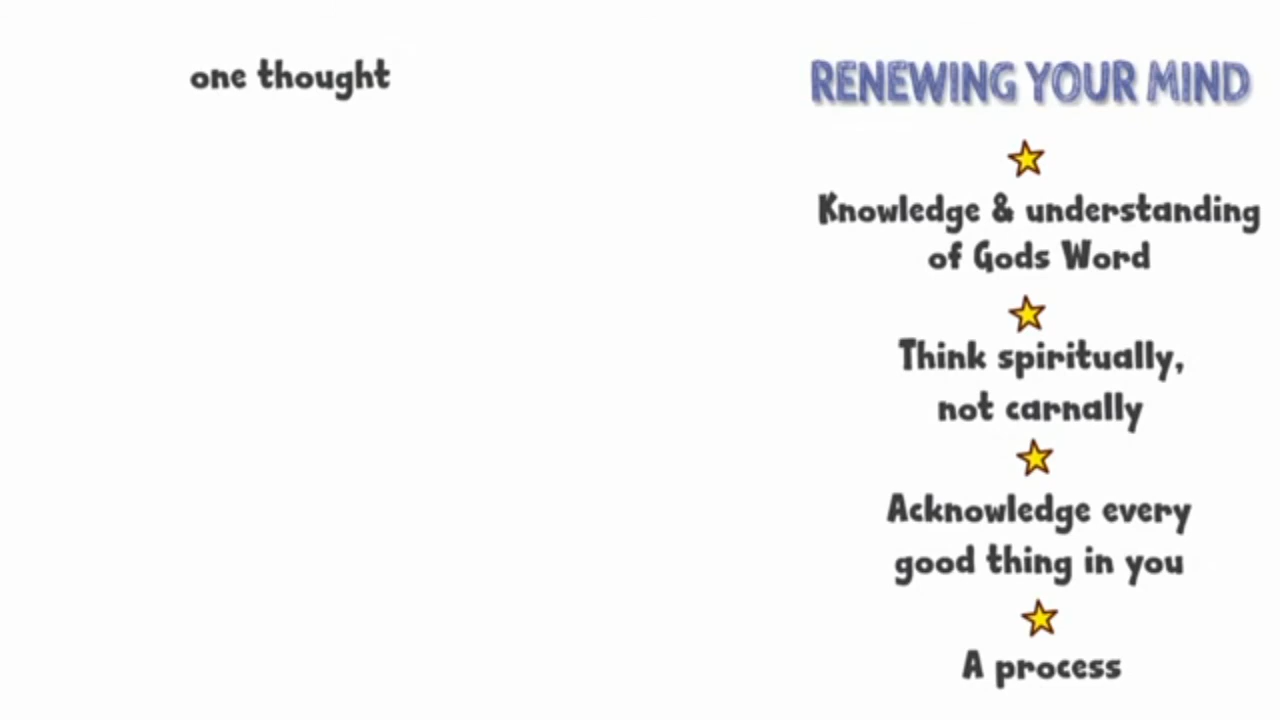 one thought
RENEWING YOUR MIND
Knowledge & understanding
of Gods Word
Think spiritually,
not carnally
Acknowledge every
good thing in you
A process